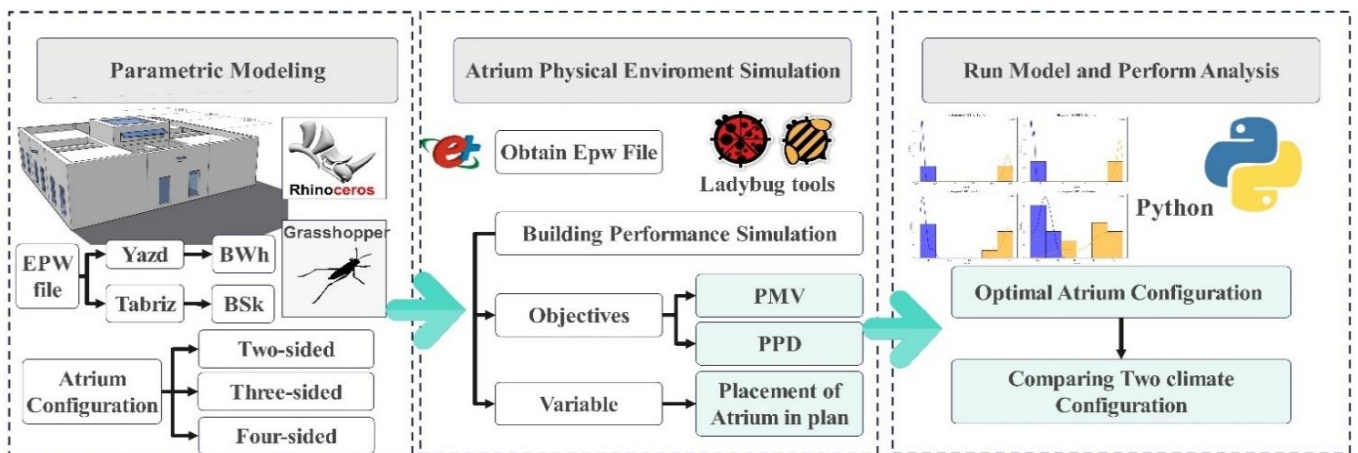 Parametric Modeling
Rhinoceros
Grasshopper
EPW
file
Yazd
BWh
Tabriz
BSk
Atrium
Configuration
Two-sided
Three-sided
Four-sided
Atrium Physical Enviroment Simulation
e+
Obtain Epw File
Ladybug tools
Building Performance Simulation
Objectives
PMV
PPD
Variable
Placement of
Atrium in plan
Run Model and Perform Analysis
Python
Optimal Atrium Configuration
Comparing Two climate
Configuration